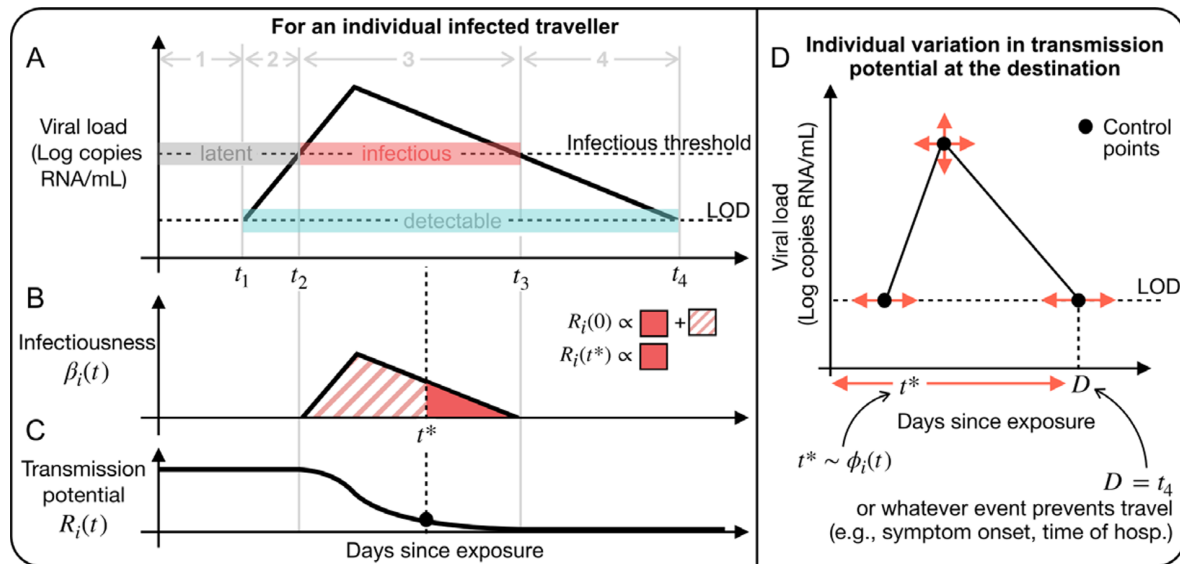 For an individual infected traveller
A
1
2
3
4
Viral load
(Log copies
RNA/mL)
latent
infectious
Infectious threshold
detectable
LOD
t₁
t₂
t₃
t₄
B
Infectiousness
βᵢ(t)
Rᵢ(0) ∝ +
Rᵢ(t*) ∝
t*
C
Transmission
potential
Rᵢ(t)
Days since exposure
D
Individual variation in transmission
potential at the destination
Control
points
Viral load
(Log copies RNA/mL)
LOD
t*
D
Days since exposure
t* ~ ϕᵢ(t)
D = t₄
or whatever event prevents travel
(e.g., symptom onset, time of hosp.)